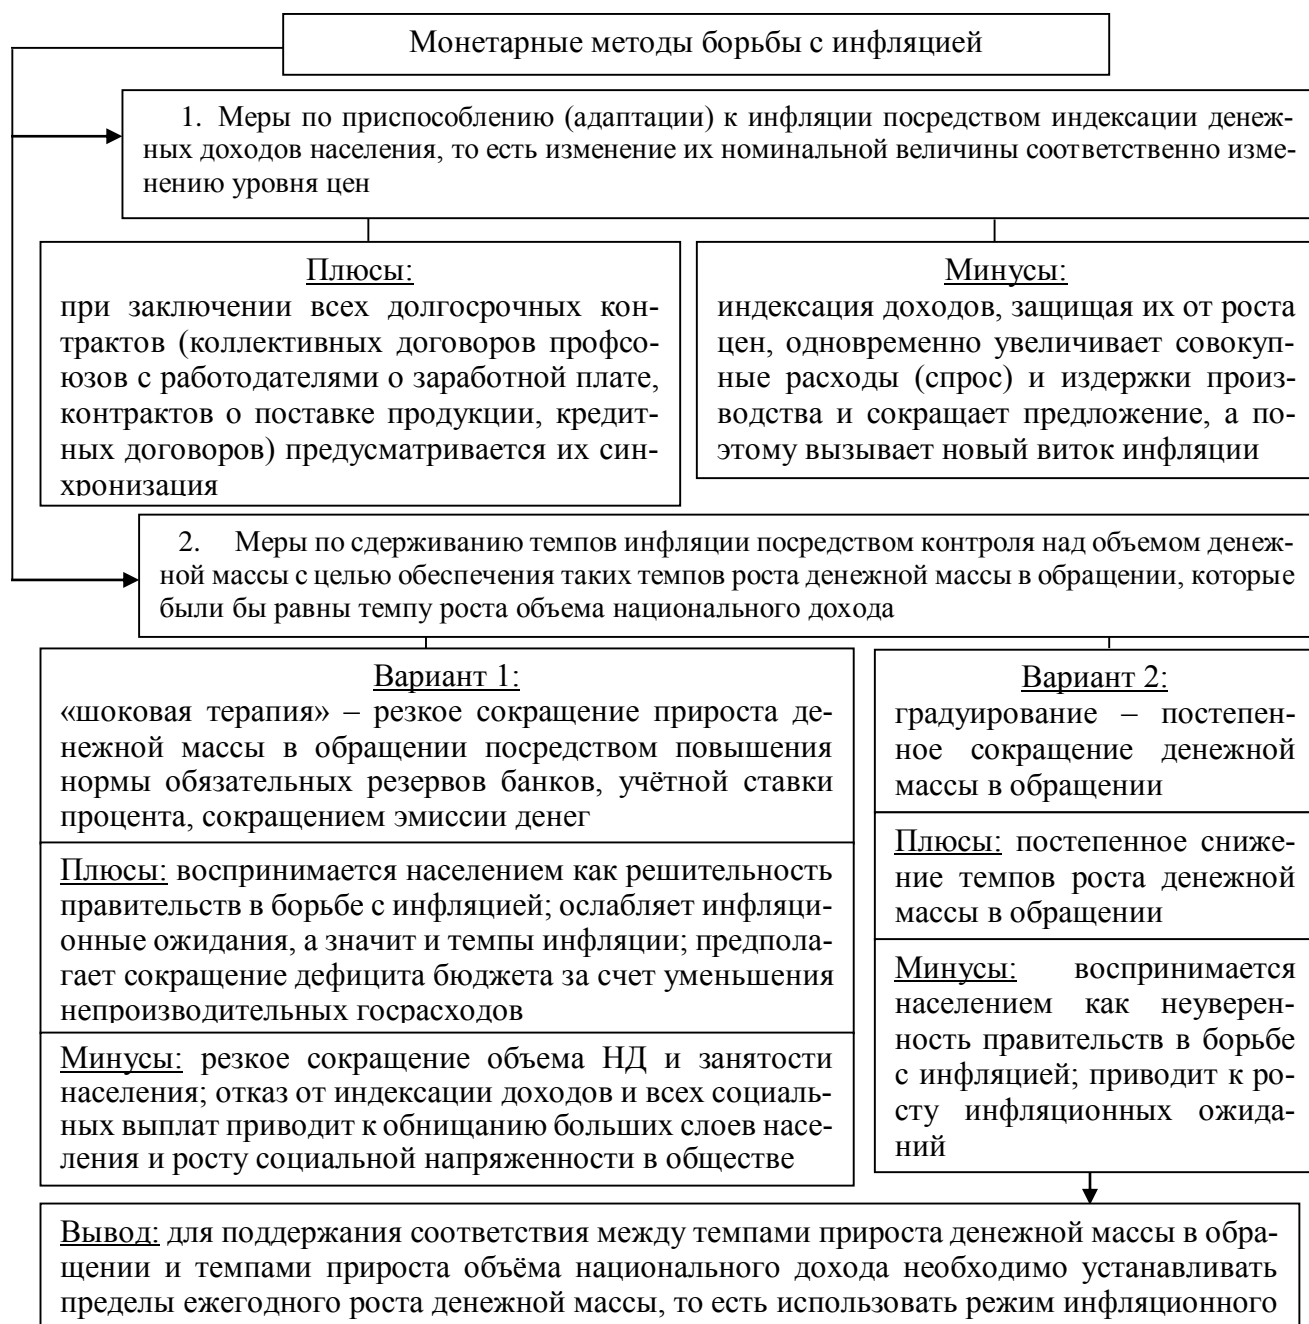 Монетарные методы борьбы с инфляцией
1. Меры по приспособлению (адаптации) к инфляции посредством индексации денеж-
ных доходов населения, то есть изменение их номинальной величины соответственно изме-
нению уровня цен
Плюсы:
при заключении всех долгосрочных кон-
трактов (коллективных договоров профсо-
юзов с работодателями о заработной плате,
контрактов о поставке продукции, кредит-
ных договоров) предусматривается их син-
хронизация
Минусы:
индексация доходов, защищая их от роста
цен, одновременно увеличивает совокуп-
ные расходы (спрос) и издержки произ-
водства и сокращает предложение, а по-
этому вызывает новый виток инфляции
2. Меры по сдерживанию темпов инфляции посредством контроля над объемом денеж-
ной массы с целью обеспечения таких темпов роста денежной массы в обращении, которые
были бы равны темпу роста объема национального дохода
Вариант 1:
«шоковая терапия» – резкое сокращение прироста де-
нежной массы в обращении посредством повышения
нормы обязательных резервов банков, учётной ставки
процента, сокращением эмиссии денег
Плюсы: воспринимается населением как решительность
правительств в борьбе с инфляцией; ослабляет инфляци-
онные ожидания, а значит и темпы инфляции; предпола-
гает сокращение дефицита бюджета за счет уменьшения
непроизводительных госрасходов
Минусы: резкое сокращение объема НД и занятости
населения; отказ от индексации доходов и всех социаль-
ных выплат приводит к обнищанию больших слоев насе-
ления и росту социальной напряженности в обществе
Вариант 2:
градуирование – постепен-
ное сокращение денежной
массы в обращении
Плюсы: постепенное сниже-
ние темпов роста денежной
массы в обращении
Минусы: воспринимается
населением как неуверен-
ность правительств в борьбе
с инфляцией; приводит к ро-
сту инфляционных ожида-
ний
Вывод: для поддержания соответствия между темпами прироста денежной массы в обра-
щении и темпами прироста объёма национального дохода необходимо устанавливать
пределы ежегодного роста денежной массы, то есть использовать режим инфляционного